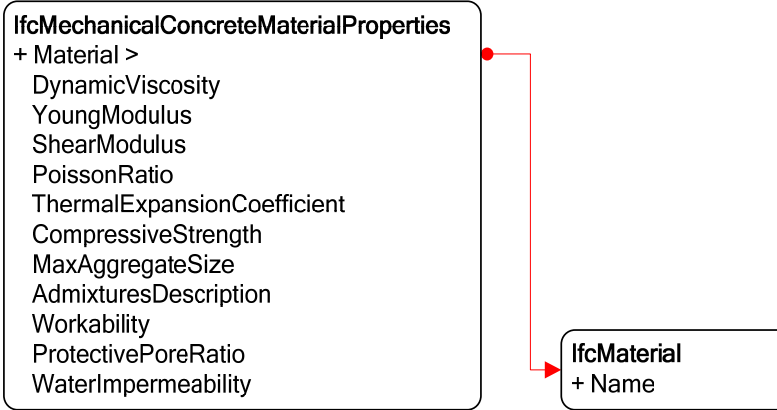 IfcMechanicalConcreteMaterialProperties
+ Material >
DynamicViscosity
YoungModulus
ShearModulus
PoissonRatio
ThermalExpansionCoefficient
CompressiveStrength
MaxAggregateSize
AdmixturesDescription
Workability
ProtectivePoreRatio
WaterImpermeability
IfcMaterial
+ Name